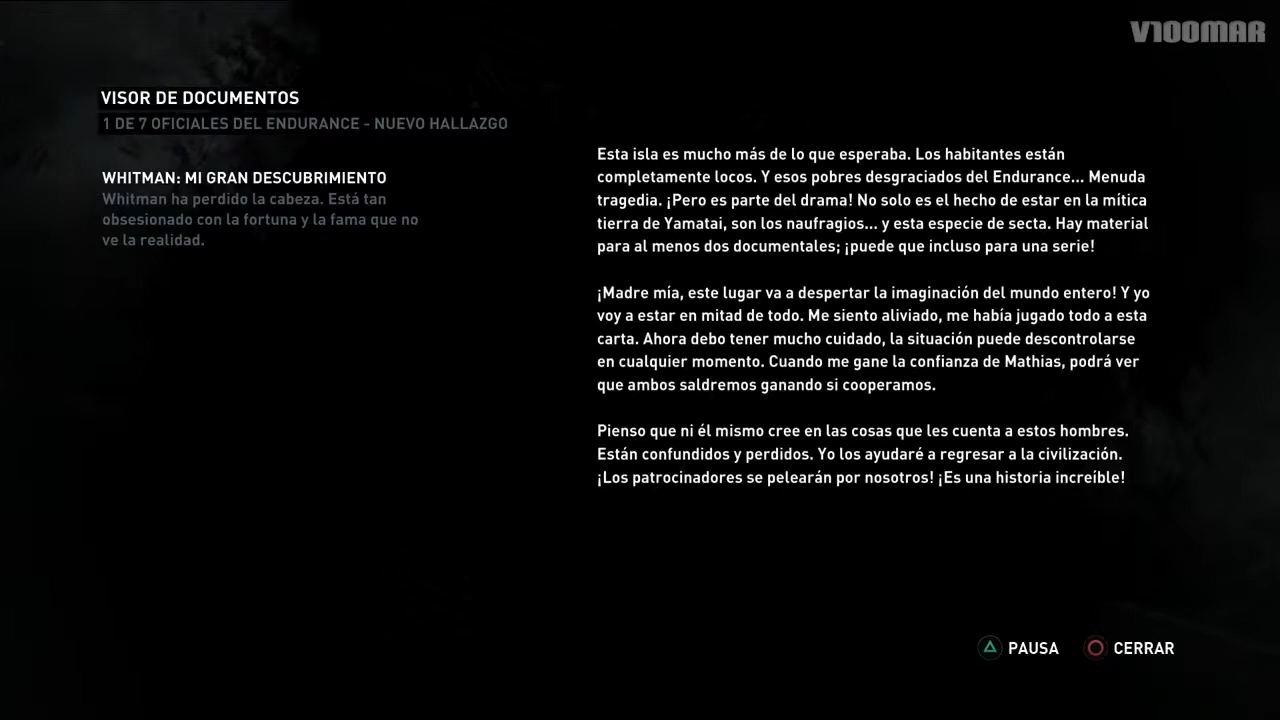 V100MAR
VISOR DE DOCUMENTOS
1 DE 7 OFICIALES DEL ENDURANCE - NUEVO HALLAZGO
WHITMAN: MI GRAN DESCUBRIMIENTO
Whitman ha perdido la cabeza. Está tan
obsesionado con la fortuna y la fama que no
ve la realidad.
Esta isla es mucho más de lo que esperaba. Los habitantes están
completamente locos. Y esos pobres desgraciados del Endurance... Menuda
tragedia. ¡Pero es parte del drama! No solo es el hecho de estar en la mítica
tierra de Yamatai, son los naufragios... y esta especie de secta. Hay material
para al menos dos documentales; ¡puede que incluso para una serie!
¡Madre mía, este lugar va a despertar la imaginación del mundo entero! Y yo
voy a estar en mitad de todo. Me siento aliviado, me había jugado todo a esta
carta. Ahora debo tener mucho cuidado, la situación puede descontrolarse
en cualquier momento. Cuando me gane la confianza de Mathias, podrá ver
que ambos saldremos ganando si cooperamos.
Pienso que ni él mismo cree en las cosas que les cuenta a estos hombres.
Están confundidos y perdidos. Yo los ayudaré a regresar a la civilización.
¡Los patrocinadores se pelearán por nosotros! ¡Es una historia increíble!
PAUSA
CERRAR